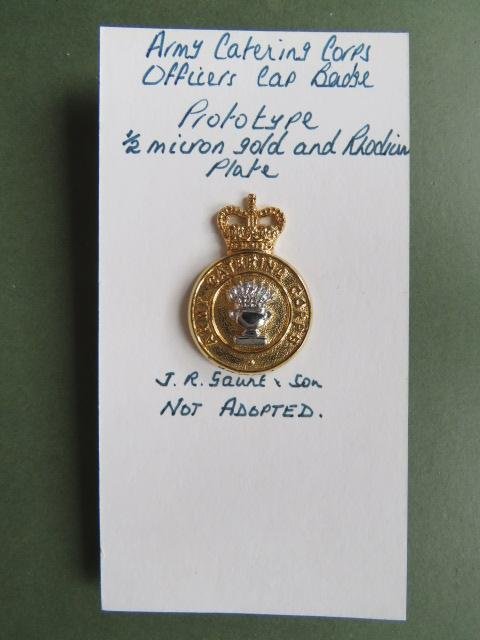 Army Catering Corps
Officers Cap Badge
Prototype
½ micron gold and Rhodium
Plate
ARMY CATERING CORPS
J. R. Gaunt & Son
NOT ADOPTED.